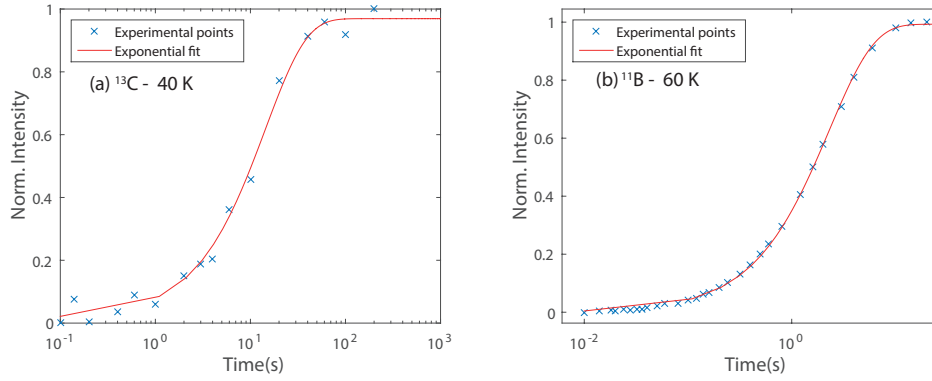 Experimental points
Exponential fit
(a) ¹³C - 40 K
Norm. Intensity
1
0.8
0.6
0.4
0.2
0
10⁻¹ 10⁰ 10¹ 10² 10³
Time(s)
Experimental points
Exponential fit
(b) ¹¹B - 60 K
Norm. Intensity
1
0.8
0.6
0.4
0.2
0
10⁻² 10⁰
Time(s)